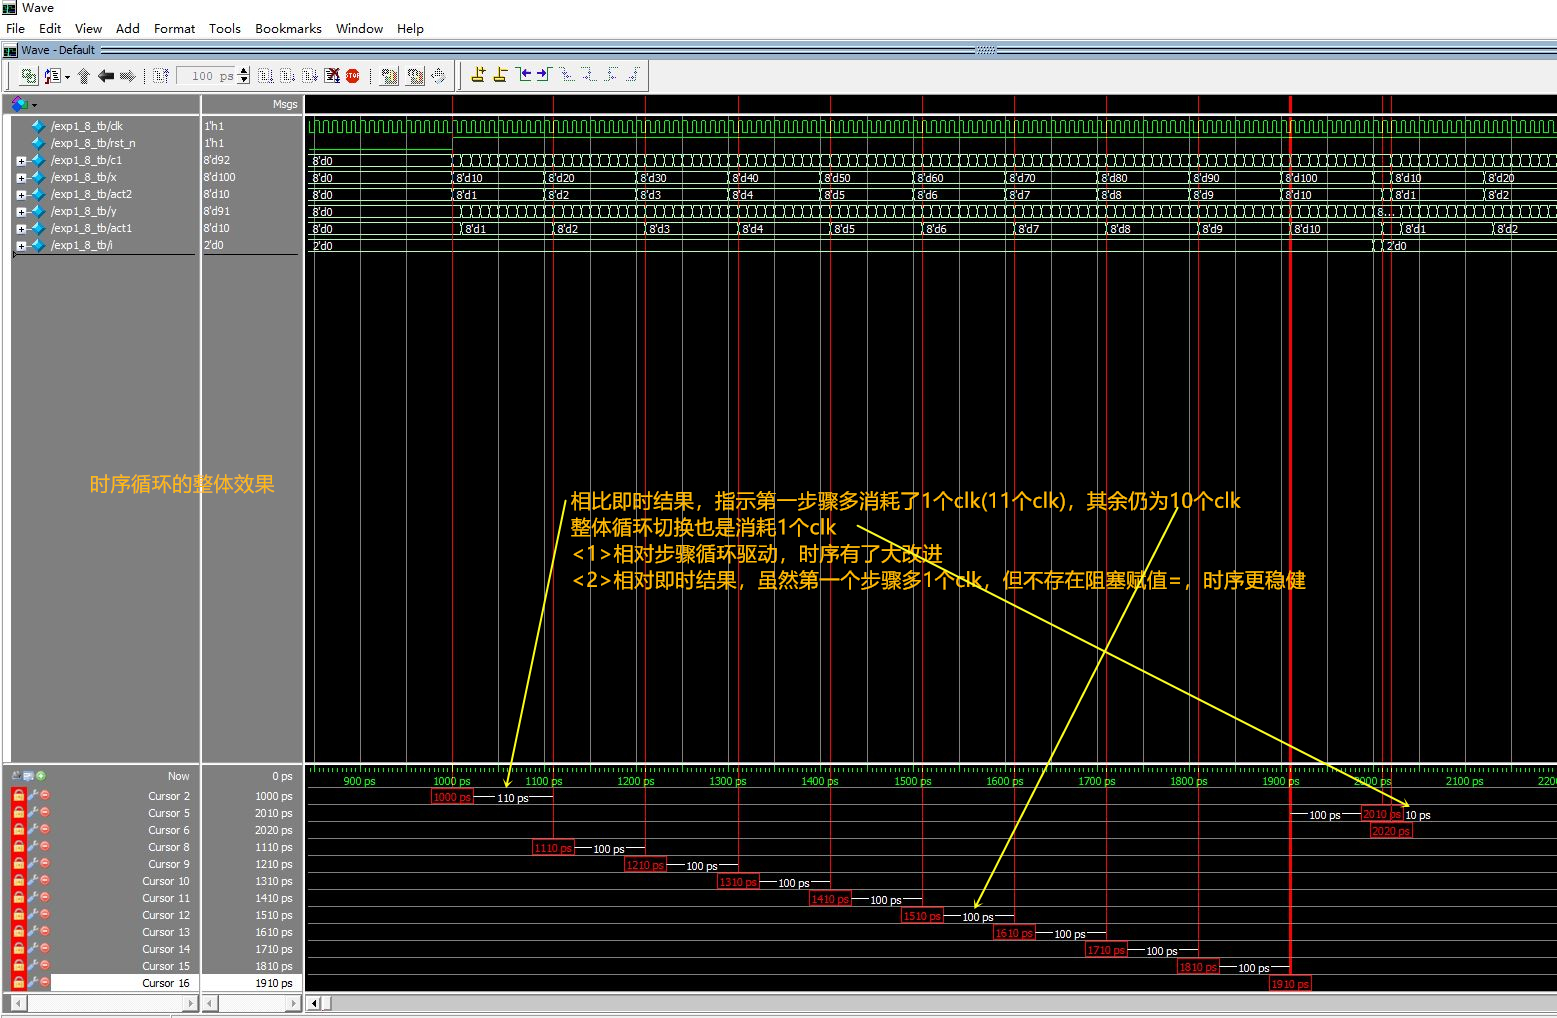 Wave
File Edit View Add Format Tools Bookmarks Window Help
Wave - Default
100 ps
STOP
Msgs
/exp1_8_tb/clk 1'h1
/exp1_8_tb/rst_n 1'h1
/exp1_8_tb/c1 8'd92 8'd0
/exp1_8_tb/x 8'd100 8'd0 8'd10 8'd20 8'd30 8'd40 8'd50 8'd60 8'd70 8'd80 8'd90 8'd100 8'd10 8'd20
/exp1_8_tb/act2 8'd10 8'd0 8'd1 8'd2 8'd3 8'd4 8'd5 8'd6 8'd7 8'd8 8'd9 8'd10 8'd1 8'd2
/exp1_8_tb/y 8'd91 8'd0 8...
/exp1_8_tb/act1 8'd10 8'd0 8'd1 8'd2 8'd3 8'd4 8'd5 8'd6 8'd7 8'd8 8'd9 8'd10 8'd1 8'd2
/exp1_8_tb/i 2'd0 2'd0 2'd0
时序循环的整体效果
相比即时结果，指示第一步骤多消耗了1个clk(11个clk)，其余仍为10个clk
整体循环切换也是消耗1个clk
<1>相对步骤循环驱动，时序有了大改进
<2>相对即时结果，虽然第一个步骤多1个clk，但不存在阻塞赋值=，时序更稳健
Now 0 ps 900 ps 1000 ps 1100 ps 1200 ps 1300 ps 1400 ps 1500 ps 1600 ps 1700 ps 1800 ps 1900 ps 2000 ps 2100 ps 2200
Cursor 2 1000 ps 1000 ps 110 ps
Cursor 5 2010 ps 100 ps 2010 ps 10 ps
Cursor 6 2020 ps 2020 ps
Cursor 8 1110 ps 1110 ps 100 ps
Cursor 9 1210 ps 1210 ps 100 ps
Cursor 10 1310 ps 1310 ps 100 ps
Cursor 11 1410 ps 1410 ps 100 ps
Cursor 12 1510 ps 1510 ps 100 ps
Cursor 13 1610 ps 1610 ps 100 ps
Cursor 14 1710 ps 1710 ps 100 ps
Cursor 15 1810 ps 1810 ps 100 ps
Cursor 16 1910 ps 1910 ps